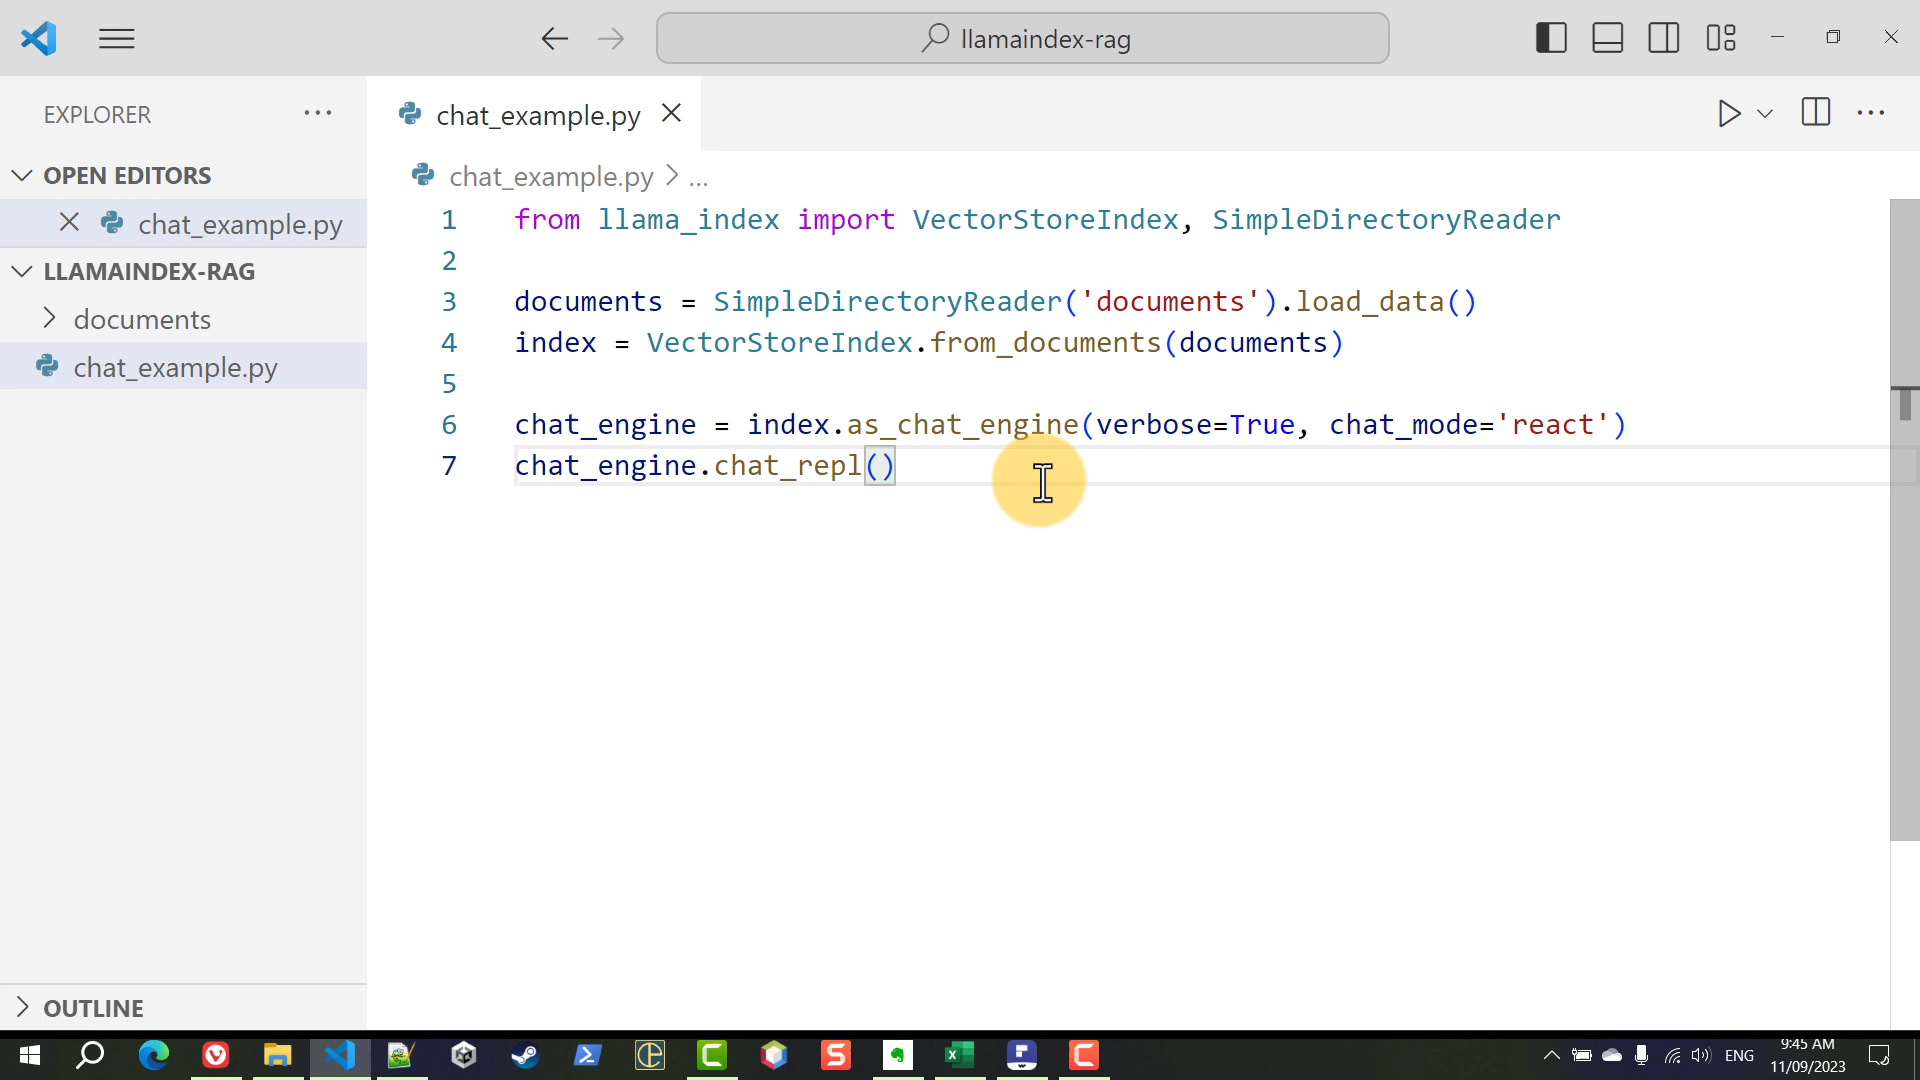 llamaindex-rag
EXPLORER
chat_example.py
OPEN EDITORS
chat_example.py
LLAMAINDEX-RAG
documents
chat_example.py
OUTLINE
chat_example.py > ...
1 from llama_index import VectorStoreIndex, SimpleDirectoryReader
2
3 documents = SimpleDirectoryReader('documents').load_data()
4 index = VectorStoreIndex.from_documents(documents)
5
6 chat_engine = index.as_chat_engine(verbose=True, chat_mode='react')
7 chat_engine.chat_repl()
ENG
9:45 AM
11/09/2023